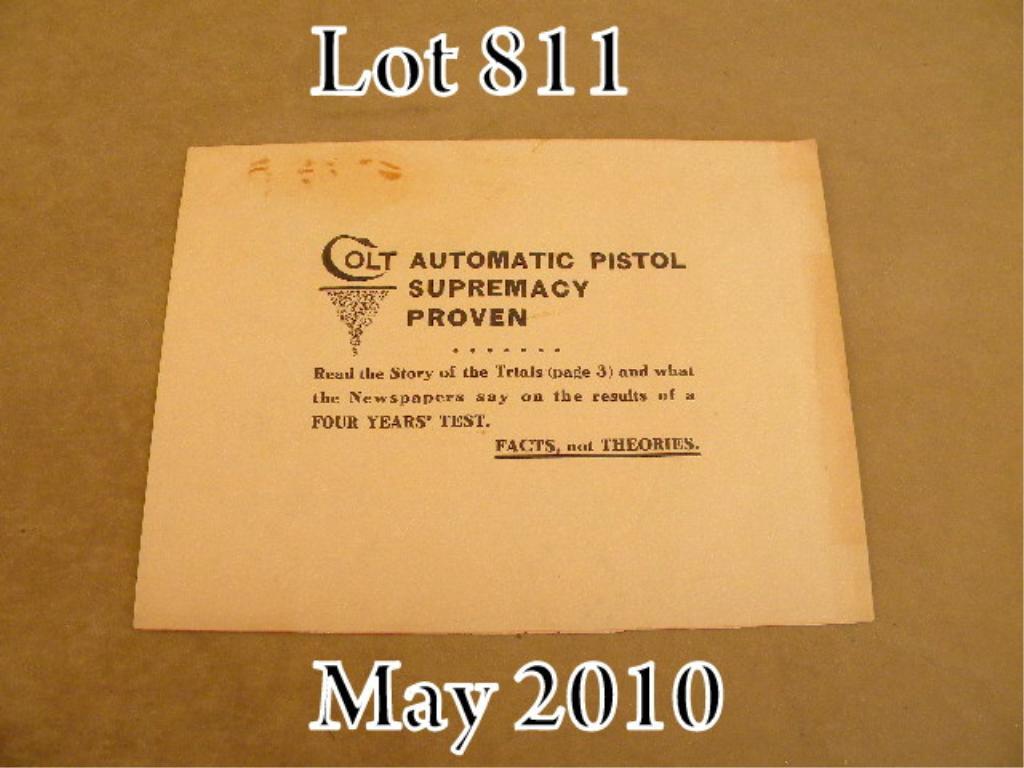 Lot 811
COLT AUTOMATIC PISTOL
SUPREMACY
PROVEN
.......
Read the Story of the Trials (page 3) and what
the Newspapers say on the results of a
FOUR YEARS' TEST.
FACTS, not THEORIES.
May 2010